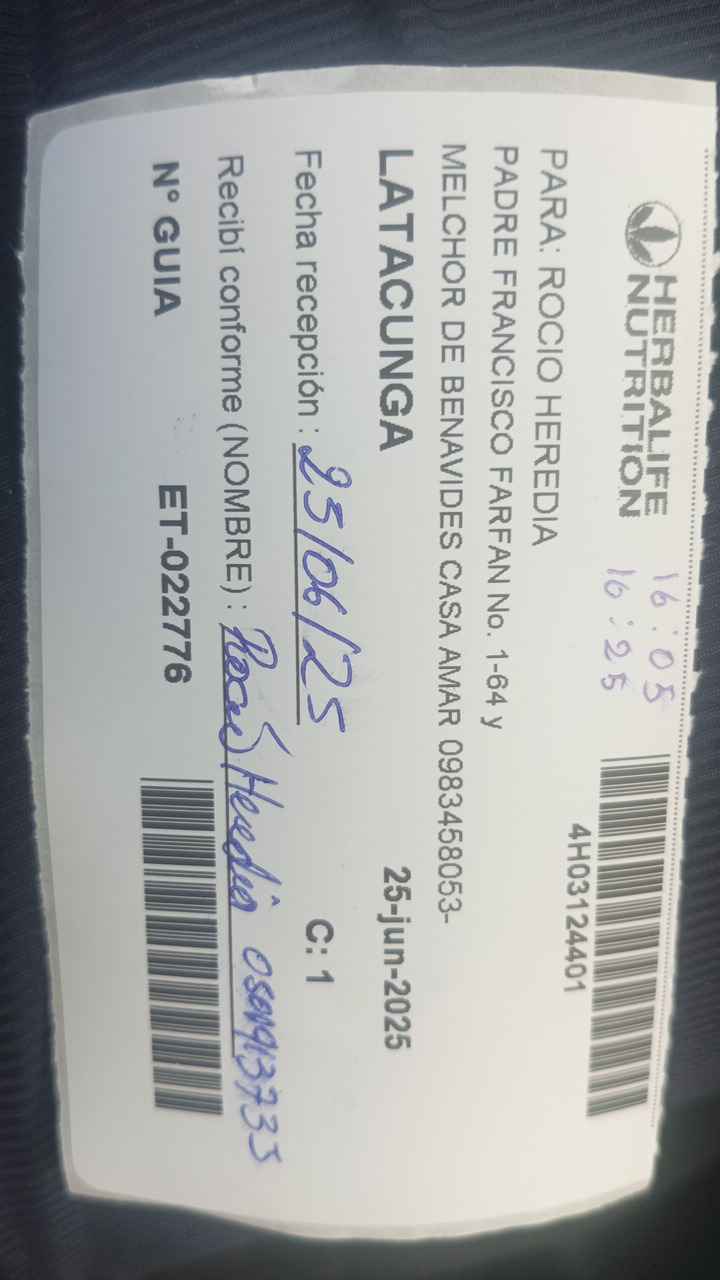 HERBALIFE
NUTRITION
16:05
16:25
4H03124401
PARA: ROCIO HEREDIA
PADRE FRANCISCO FARFAN No. 1-64 y
MELCHOR DE BENAVIDES CASA AMAR 0983458053-
LATACUNGA 25-jun-2025
Fecha recepción : 25/06/25 C: 1
Recibí conforme (NOMBRE) : Rocio Heredia
N° GUIA ET-022776